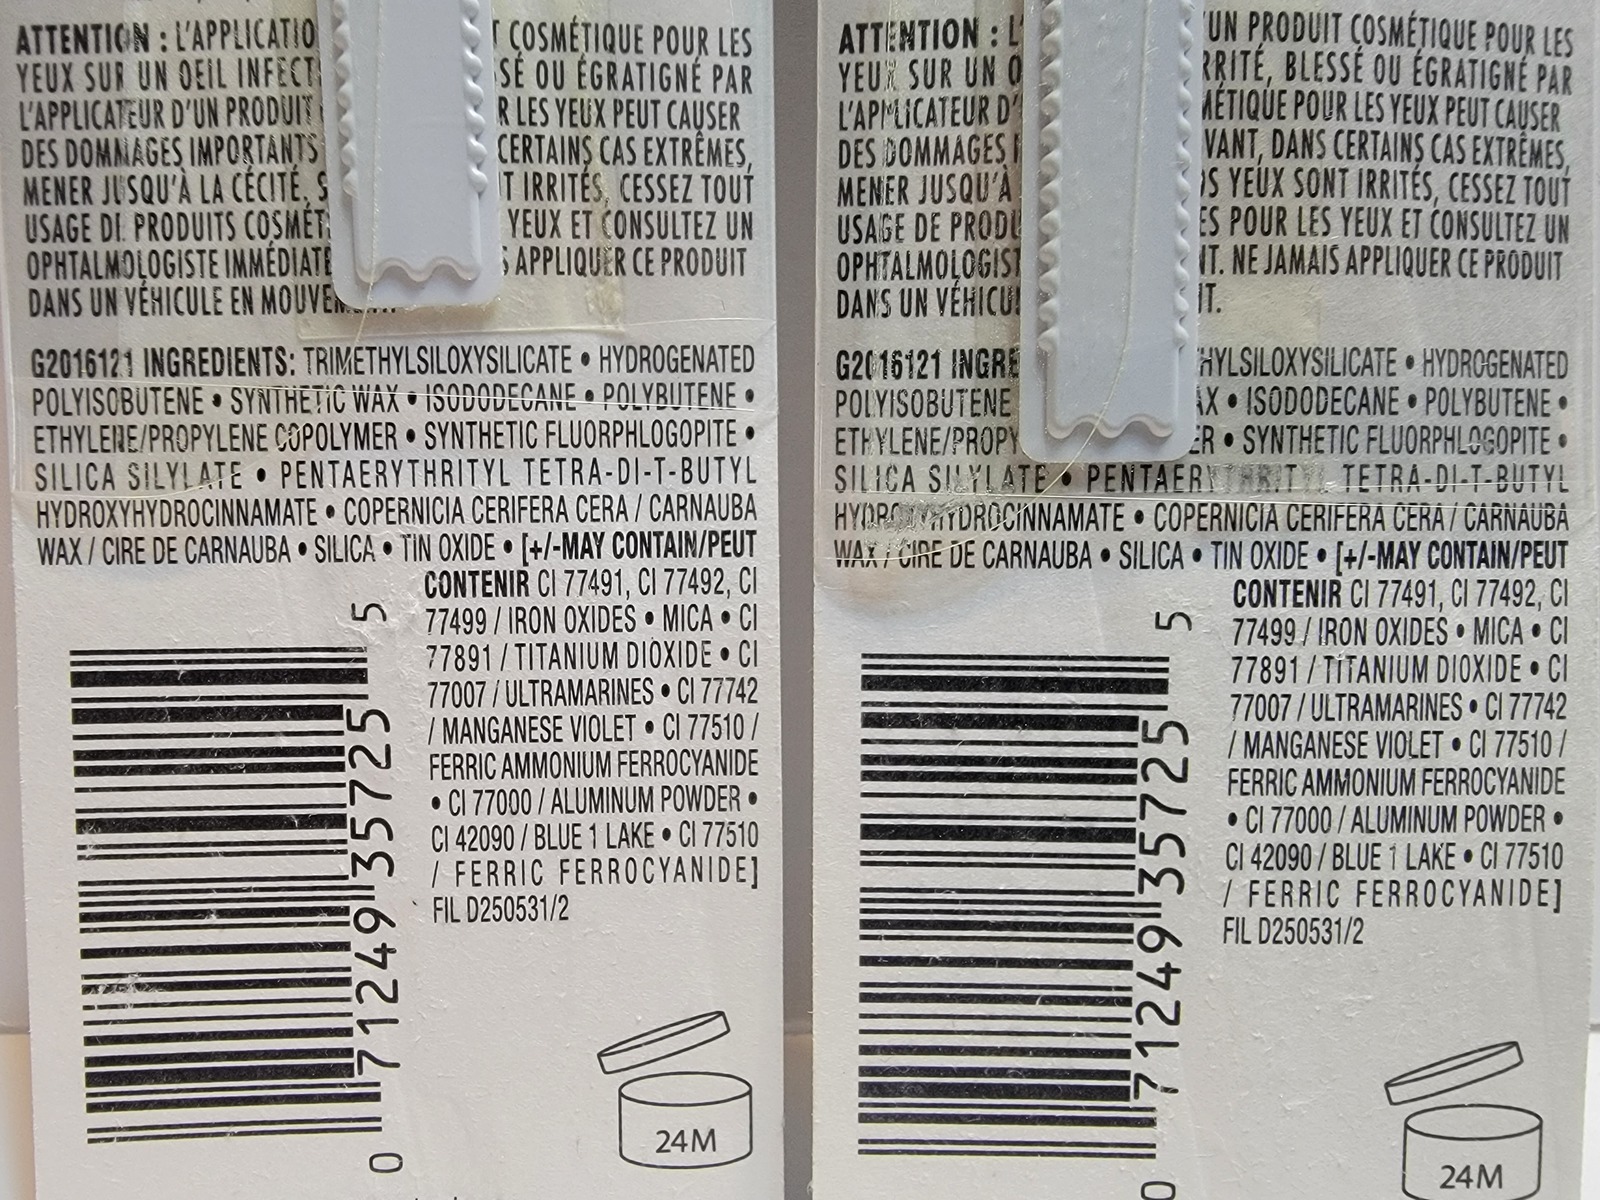 ATTENTION : L'APPLICATIO T COSMÉTIQUE POUR LES
YEUX SUR UN OEIL INFECT SÉ OU ÉGRATIGNÉ PAR
L'APPLICATEUR D'UN PRODUIT R LES YEUX PEUT CAUSER
DES DOMMAGES IMPORTANTS CERTAINS CAS EXTRÊMES,
MENER JUSQU'À LA CÉCITÉ. S T IRRITÉS, CESSEZ TOUT
USAGE DE PRODUITS COSMÉT YEUX ET CONSULTEZ UN
OPHTALMOLOGISTE IMMÉDIATE S APPLIQUER CE PRODUIT
DANS UN VÉHICULE EN MOUVEM
G2016121 INGREDIENTS: TRIMETHYLSILOXYSILICATE • HYDROGENATED
POLYISOBUTENE • SYNTHETIC WAX • ISODODECANE • POLYBUTENE •
ETHYLENE/PROPYLENE COPOLYMER • SYNTHETIC FLUORPHLOGOPITE •
SILICA SILYLATE • PENTAERYTHRITYL TETRA-DI-T-BUTYL
HYDROXYHYDROCINNAMATE • COPERNICIA CERIFERA CERA / CARNAUBA
WAX / CIRE DE CARNAUBA • SILICA • TIN OXIDE • [+/-MAY CONTAIN/PEUT
CONTENIR CI 77491, CI 77492, CI
77499 / IRON OXIDES • MICA • CI
77891 / TITANIUM DIOXIDE • CI
77007 / ULTRAMARINES • CI 77742
/ MANGANESE VIOLET • CI 77510 /
FERRIC AMMONIUM FERROCYANIDE
• CI 77000 / ALUMINUM POWDER •
CI 42090 / BLUE 1 LAKE • CI 77510
/ FERRIC FERROCYANIDE]
FIL D250531/2
0 71249 35725 5
24M
ATTENTION : L' 'UN PRODUIT COSMÉTIQUE POUR LES
YEUX SUR UN O RRITÉ, BLESSÉ OU ÉGRATIGNÉ PAR
L'APPLICATEUR D' MÉTIQUE POUR LES YEUX PEUT CAUSER
DES DOMMAGES I VANT, DANS CERTAINS CAS EXTRÊMES,
MENER JUSQU'À OS YEUX SONT IRRITÉS, CESSEZ TOUT
USAGE DE PRODU ES POUR LES YEUX ET CONSULTEZ UN
OPHTALMOLOGIST NT. NE JAMAIS APPLIQUER CE PRODUIT
DANS UN VÉHICU NT.
G2016121 INGRE HYLSILOXYSILICATE • HYDROGENATED
POLYISOBUTENE AX • ISODODECANE • POLYBUTENE •
ETHYLENE/PROPY ER • SYNTHETIC FLUORPHLOGOPITE •
SILICA SILYLATE • PENTAERYTHRITYL TETRA-DI-T-BUTYL
HYDROXYHYDROCINNAMATE • COPERNICIA CERIFERA CERA / CARNAUBA
WAX / CIRE DE CARNAUBA • SILICA • TIN OXIDE • [+/-MAY CONTAIN/PEUT
CONTENIR CI 77491, CI 77492, CI
77499 / IRON OXIDES • MICA • CI
77891 / TITANIUM DIOXIDE • CI
77007 / ULTRAMARINES • CI 77742
/ MANGANESE VIOLET • CI 77510 /
FERRIC AMMONIUM FERROCYANIDE
• CI 77000 / ALUMINUM POWDER •
CI 42090 / BLUE 1 LAKE • CI 77510
/ FERRIC FERROCYANIDE]
FIL D250531/2
0 71249 35725 5
24M